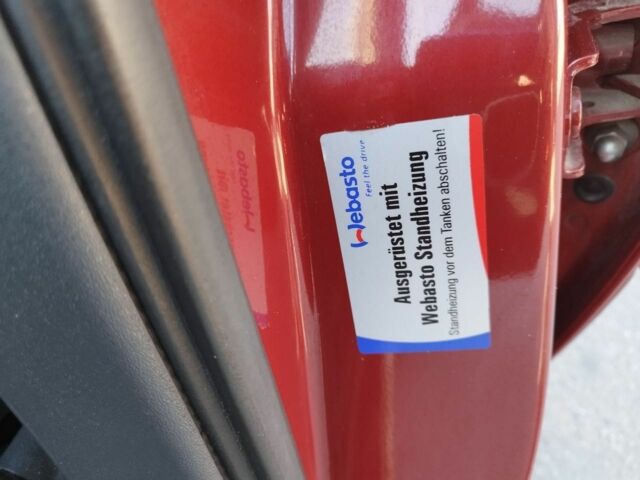 Webasto
Feel the drive
Ausgerüstet mit
Webasto Standheizung
Standheizung vor dem Tanken abschalten!